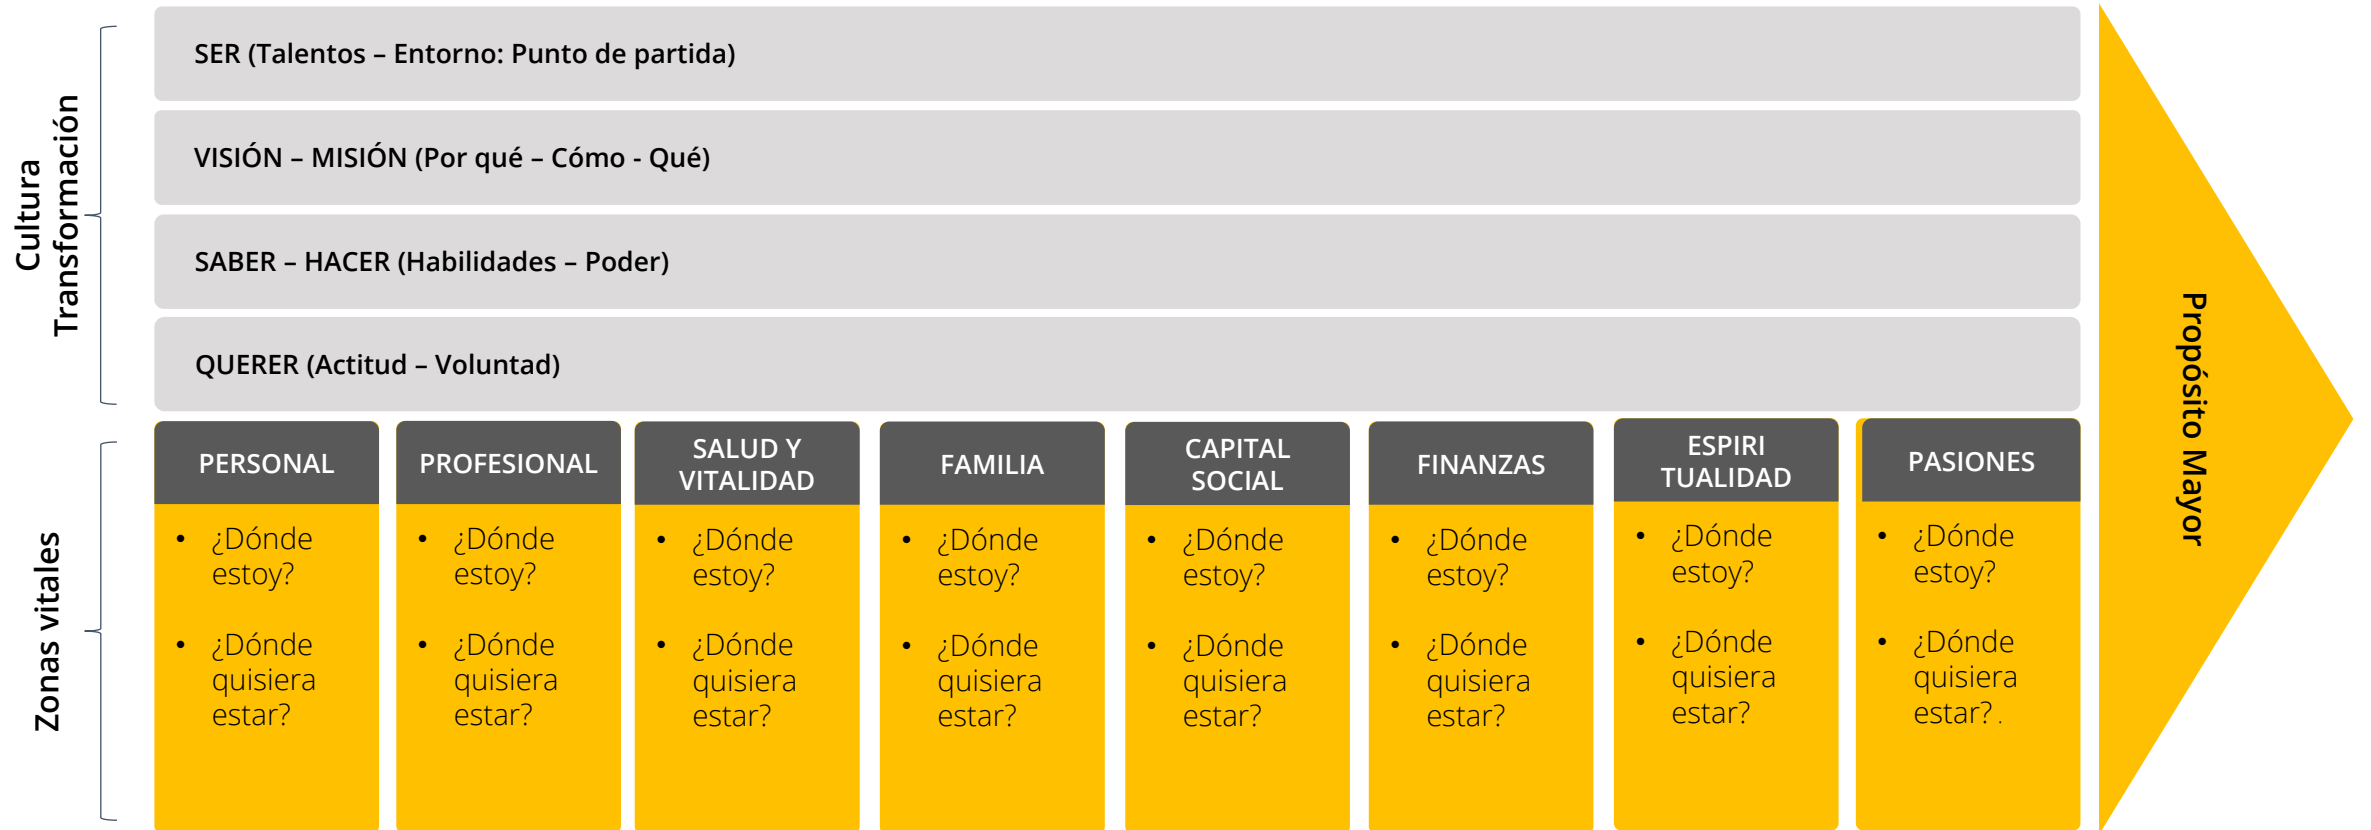 Cultura
Transformación
SER (Talentos – Entorno: Punto de partida)
VISIÓN – MISIÓN (Por qué – Cómo - Qué)
SABER – HACER (Habilidades – Poder)
QUERER (Actitud – Voluntad)
Zonas vitales
PERSONAL
• ¿Dónde
estoy?
• ¿Dónde
quisiera
estar?
PROFESIONAL
• ¿Dónde
estoy?
• ¿Dónde
quisiera
estar?
SALUD Y
VITALIDAD
• ¿Dónde
estoy?
• ¿Dónde
quisiera
estar?
FAMILIA
• ¿Dónde
estoy?
• ¿Dónde
quisiera
estar?
CAPITAL
SOCIAL
• ¿Dónde
estoy?
• ¿Dónde
quisiera
estar?
FINANZAS
• ¿Dónde
estoy?
• ¿Dónde
quisiera
estar?
ESPIRI
TUALIDAD
• ¿Dónde
estoy?
• ¿Dónde
quisiera
estar?
PASIONES
• ¿Dónde
estoy?
• ¿Dónde
quisiera
estar? .
Propósito Mayor